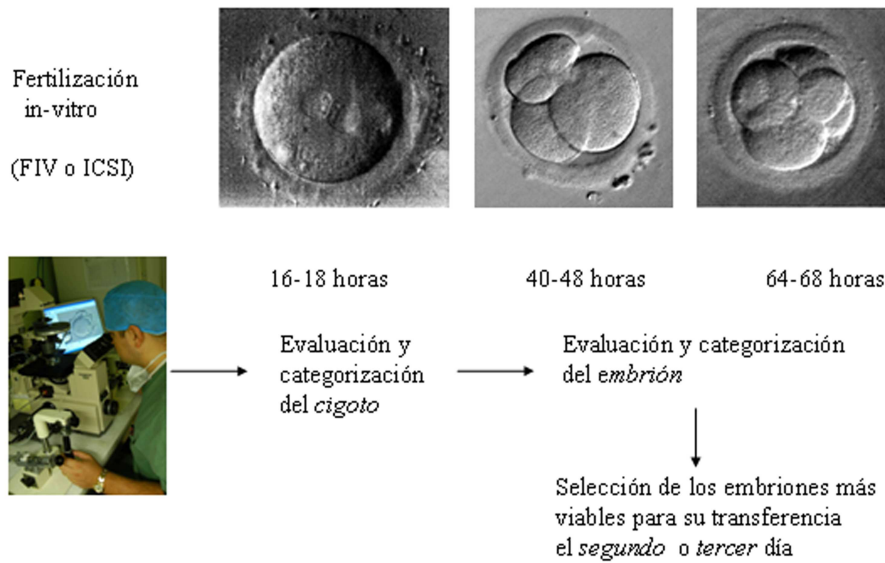 Fertilización
in-vitro
(FIV o ICSI)
16-18 horas
40-48 horas
64-68 horas
Evaluación y
categorización
del cigoto
Evaluación y categorización
del embrión
Selección de los embriones más
viables para su transferencia
el segundo o tercer día